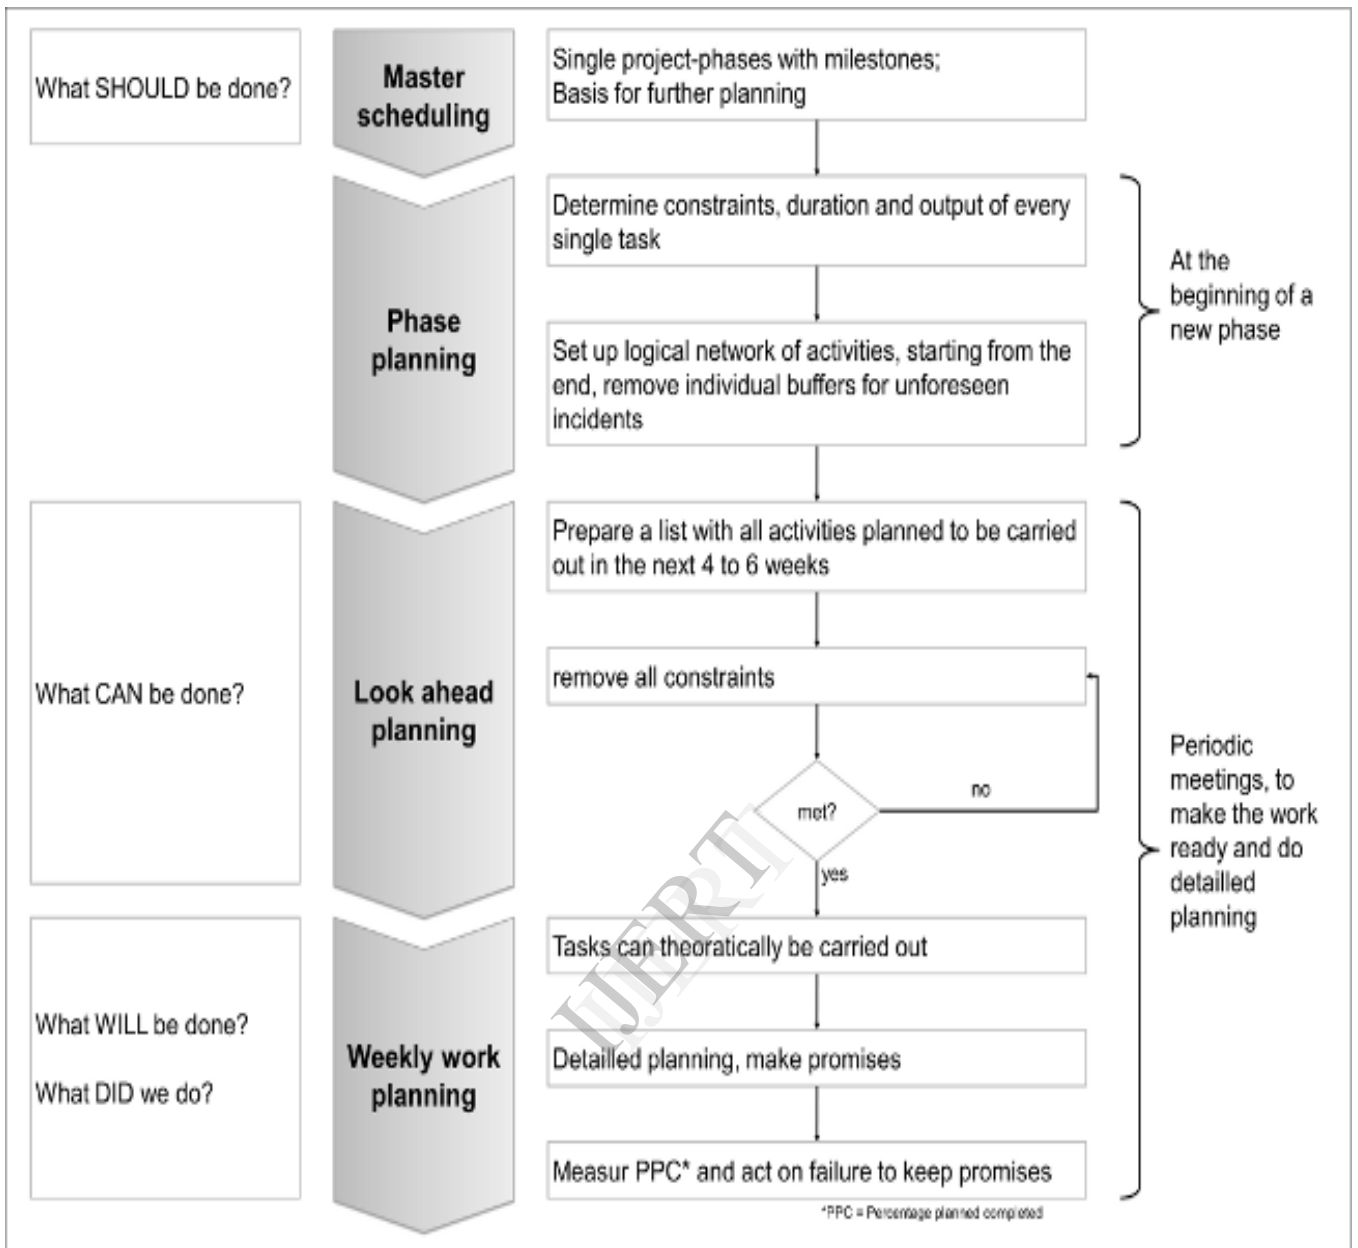 What SHOULD be done?
Master
scheduling
Single project-phases with milestones;
Basis for further planning
Phase
planning
Determine constraints, duration and output of every
single task
Set up logical network of activities, starting from the
end, remove individual buffers for unforeseen
incidents
At the
beginning of a
new phase
What CAN be done?
Look ahead
planning
Prepare a list with all activities planned to be carried
out in the next 4 to 6 weeks
remove all constraints
met?
no
yes
Periodic
meetings, to
make the work
ready and do
detailled
planning
What WILL be done?
What DID we do?
Weekly work
planning
Tasks can theoratically be carried out
Detailled planning, make promises
Measur PPC* and act on failure to keep promises
*PPC = Percentage planned completed
IJERT